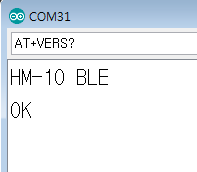 COM31
AT+VERS?
HM-10 BLE
OK